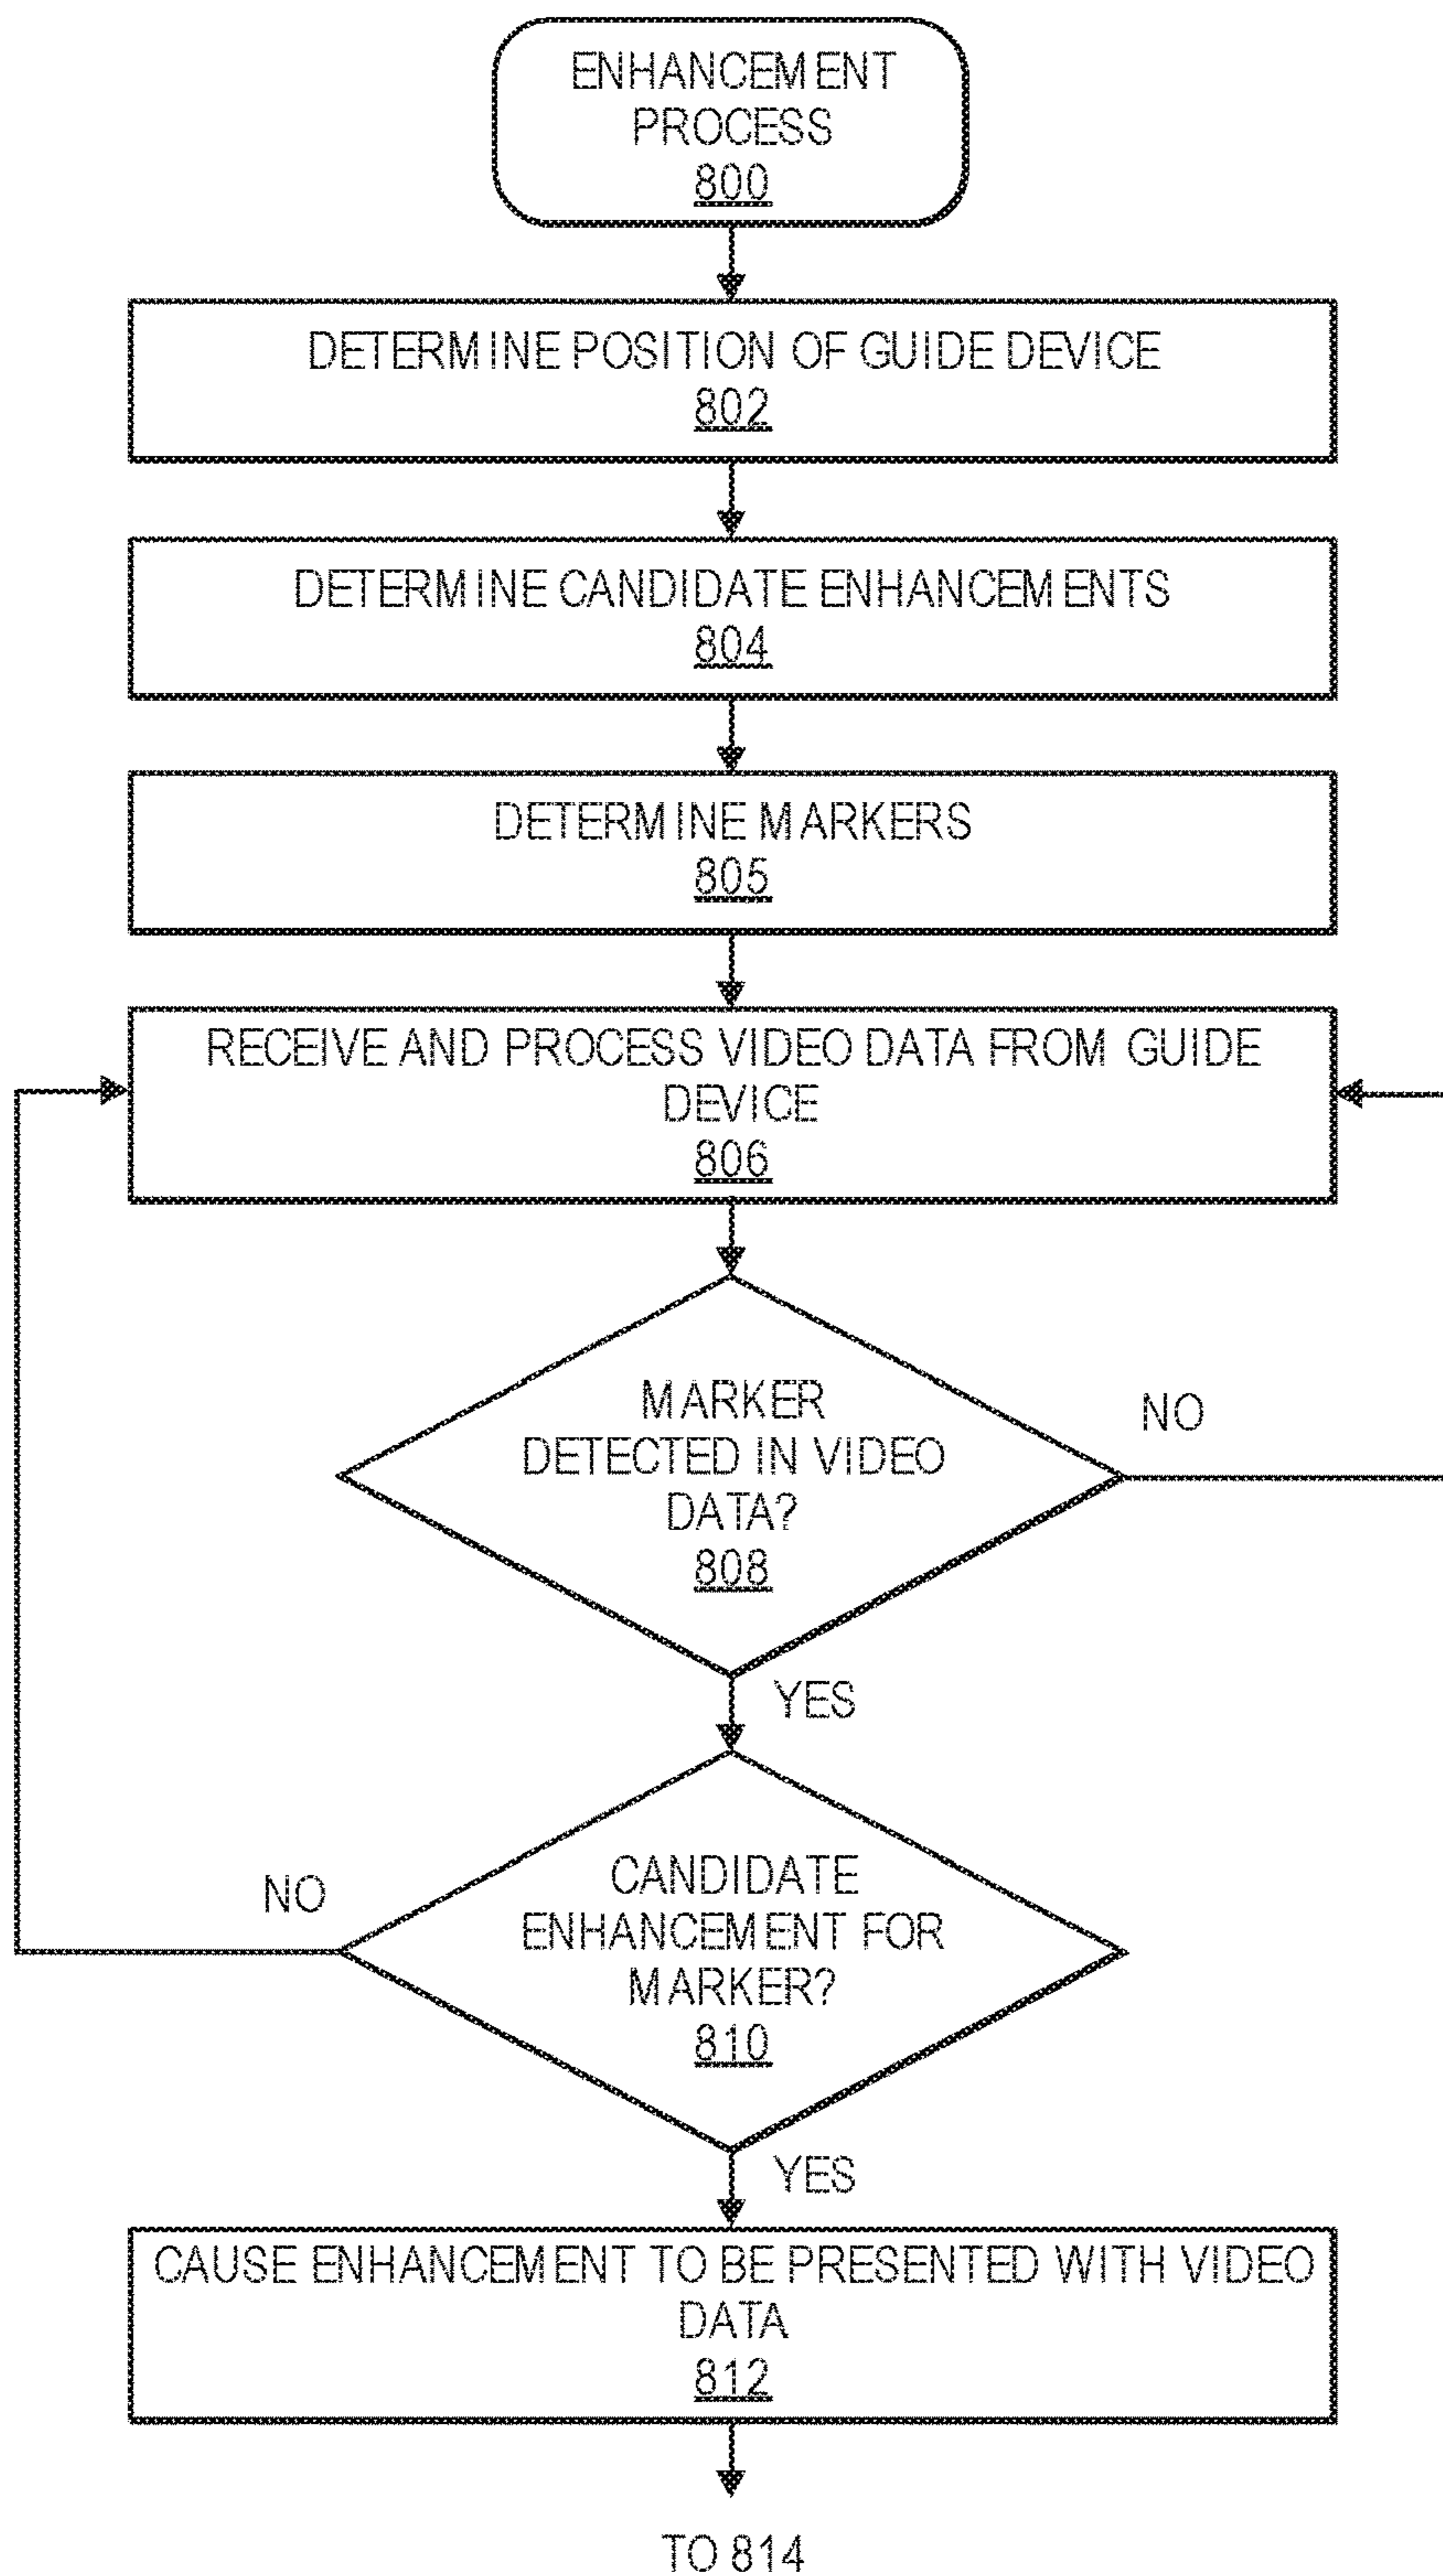 ENHANCEMENT
PROCESS
800
DETERMINE POSITION OF GUIDE DEVICE
802
DETERMINE CANDIDATE ENHANCEMENTS
804
DETERMINE MARKERS
805
RECEIVE AND PROCESS VIDEO DATA FROM GUIDE
DEVICE
806
MARKER
DETECTED IN VIDEO
DATA?
808
NO
YES
CANDIDATE
ENHANCEMENT FOR
MARKER?
810
NO
YES
CAUSE ENHANCEMENT TO BE PRESENTED WITH VIDEO
DATA
812
TO 814